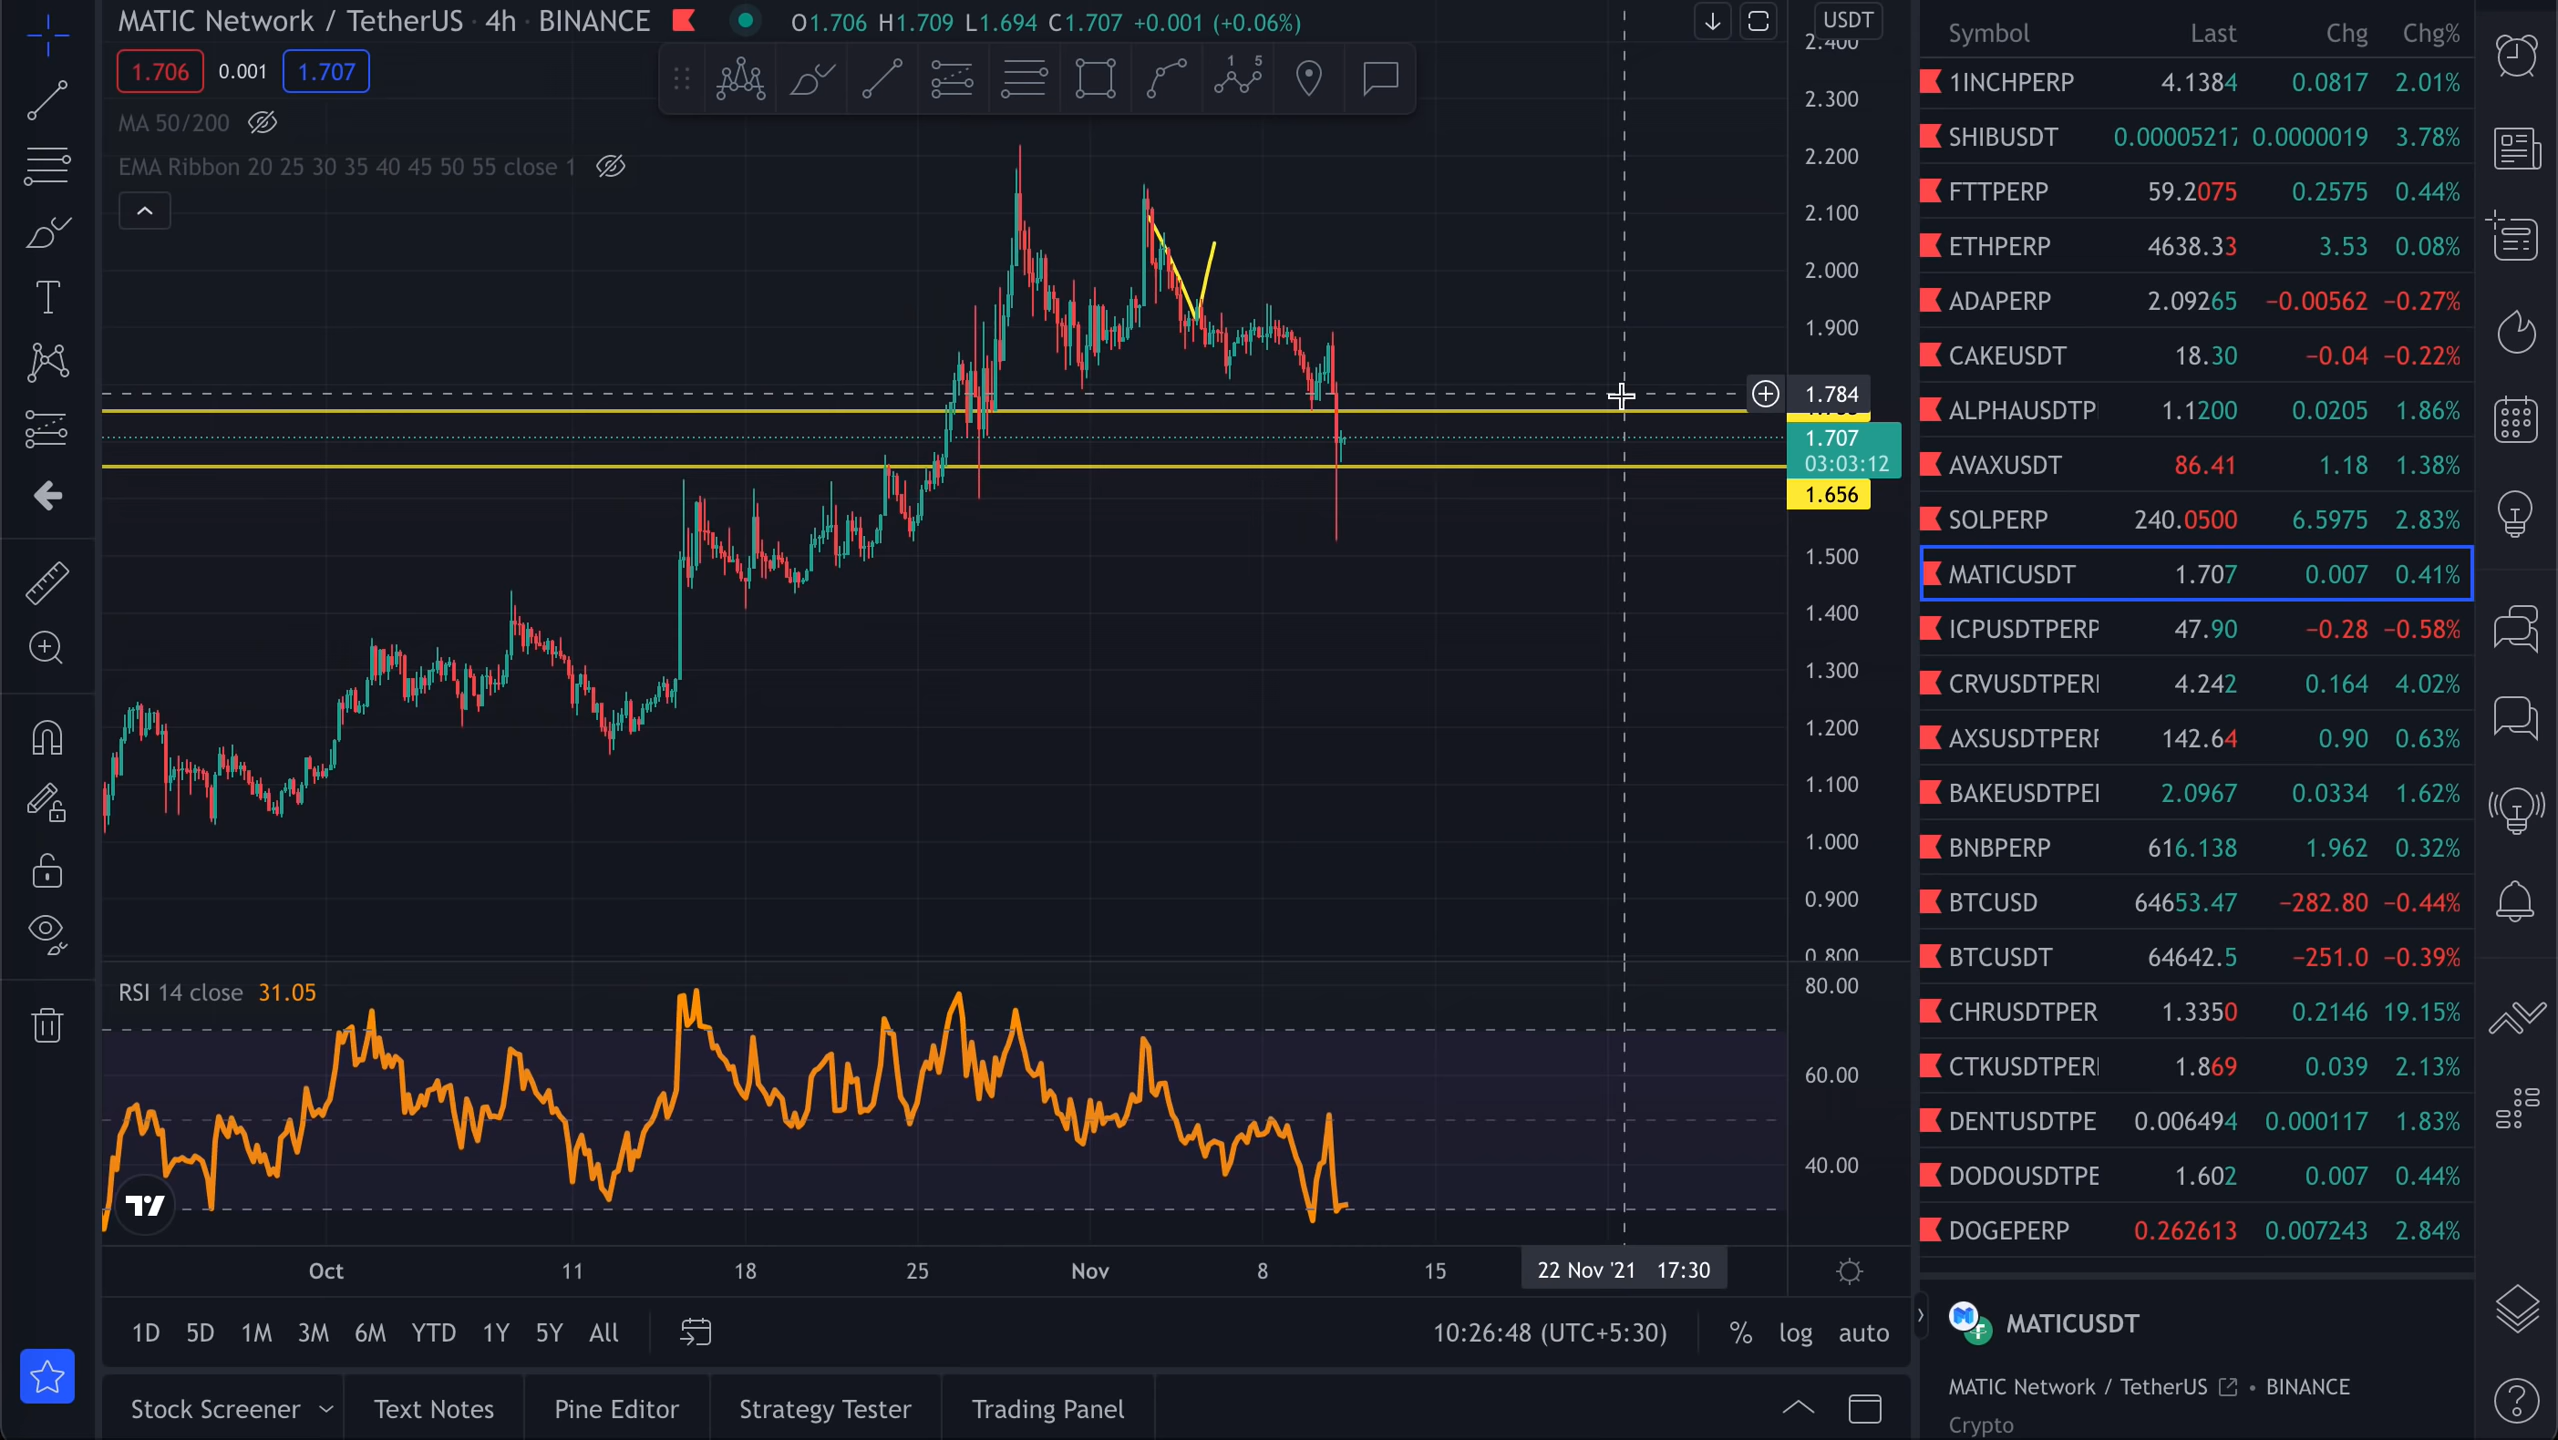 MATIC Network / TetherUS · 4h · BINANCE O1.706 H1.709 L1.694 C1.707 +0.001 (+0.06%)
1.706 0.001 1.707
MA 50/200
EMA Ribbon 20 25 30 35 40 45 50 55 close 1
1 5
USDT
2.400
2.300
2.200
2.100
2.000
1.900
1.784
1.707
03:03:12
1.656
1.500
1.400
1.300
1.200
1.100
1.000
0.900
0.800
RSI 14 close 31.05
80.00
60.00
40.00
Oct 11 18 25 Nov 8 15 22 Nov '21 17:30
1D 5D 1M 3M 6M YTD 1Y 5Y All 10:26:48 (UTC+5:30) % log auto
Stock Screener Text Notes Pine Editor Strategy Tester Trading Panel
Symbol Last Chg Chg%
1INCHPERP 4.1384 0.0817 2.01%
SHIBUSDT 0.00005217 0.0000019 3.78%
FTTPERP 59.2075 0.2575 0.44%
ETHPERP 4638.33 3.53 0.08%
ADAPERP 2.09265 −0.00562 −0.27%
CAKEUSDT 18.30 −0.04 −0.22%
ALPHAUSDTP 1.1200 0.0205 1.86%
AVAXUSDT 86.41 1.18 1.38%
SOLPERP 240.0500 6.5975 2.83%
MATICUSDT 1.707 0.007 0.41%
ICPUSDTPERP 47.90 −0.28 −0.58%
CRVUSDTPER 4.242 0.164 4.02%
AXSUSDTPER 142.64 0.90 0.63%
BAKEUSDTPE 2.0967 0.0334 1.62%
BNBPERP 616.138 1.962 0.32%
BTCUSD 64653.47 −282.80 −0.44%
BTCUSDT 64642.5 −251.0 −0.39%
CHRUSDTPER 1.3350 0.2146 19.15%
CTKUSDTPER 1.869 0.039 2.13%
DENTUSDTPE 0.006494 0.000117 1.83%
DODOUSDTPE 1.602 0.007 0.44%
DOGEPERP 0.262613 0.007243 2.84%
MATICUSDT
MATIC Network / TetherUS • BINANCE
Crypto